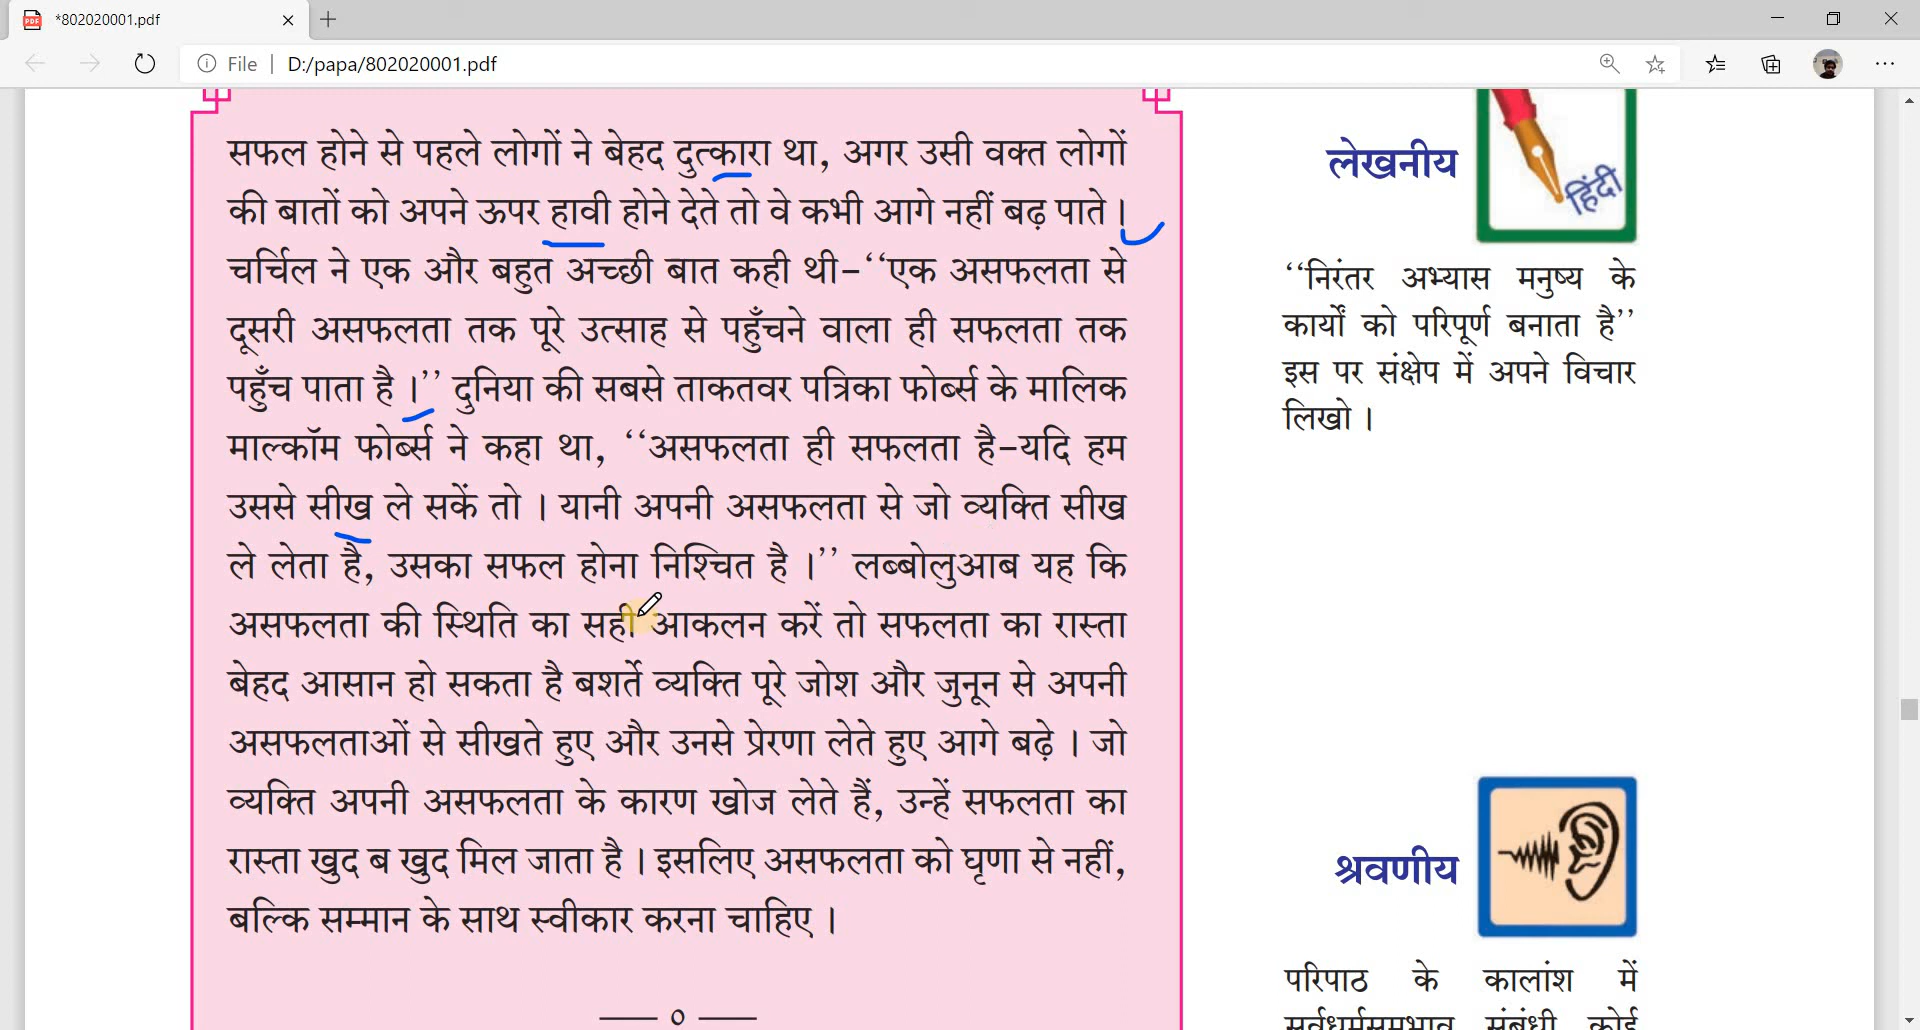 *802020001.pdf
File | D:/papa/802020001.pdf
सफल होने से पहले लोगों ने बेहद दुत्कारा था, अगर उसी वक्त लोगों
की बातों को अपने ऊपर हावी होने देते तो वे कभी आगे नहीं बढ़ पाते ।
चर्चिल ने एक और बहुत अच्छी बात कही थी-‘‘एक असफलता से
दूसरी असफलता तक पूरे उत्साह से पहुँचने वाला ही सफलता तक
पहुँच पाता है ।’’ दुनिया की सबसे ताकतवर पत्रिका फोर्ब्स के मालिक
माल्कॉम फोर्ब्स ने कहा था, ‘‘असफलता ही सफलता है-यदि हम
उससे सीख ले सकें तो । यानी अपनी असफलता से जो व्यक्ति सीख
ले लेता है, उसका सफल होना निश्चित है ।’’ लब्बोलुआब यह कि
असफलता की स्थिति का सही आकलन करें तो सफलता का रास्ता
बेहद आसान हो सकता है बशर्ते व्यक्ति पूरे जोश और जुनून से अपनी
असफलताओं से सीखते हुए और उनसे प्रेरणा लेते हुए आगे बढ़े । जो
व्यक्ति अपनी असफलता के कारण खोज लेते हैं, उन्हें सफलता का
रास्ता खुद ब खुद मिल जाता है । इसलिए असफलता को घृणा से नहीं,
बल्कि सम्मान के साथ स्वीकार करना चाहिए ।
—— ० ——
लेखनीय
हिंदी
‘‘निरंतर अभ्यास मनुष्य के
कार्यों को परिपूर्ण बनाता है’’
इस पर संक्षेप में अपने विचार
लिखो ।
श्रवणीय
परिपाठ के कालांश में
सर्वधर्मसमभाव संबंधी कोई